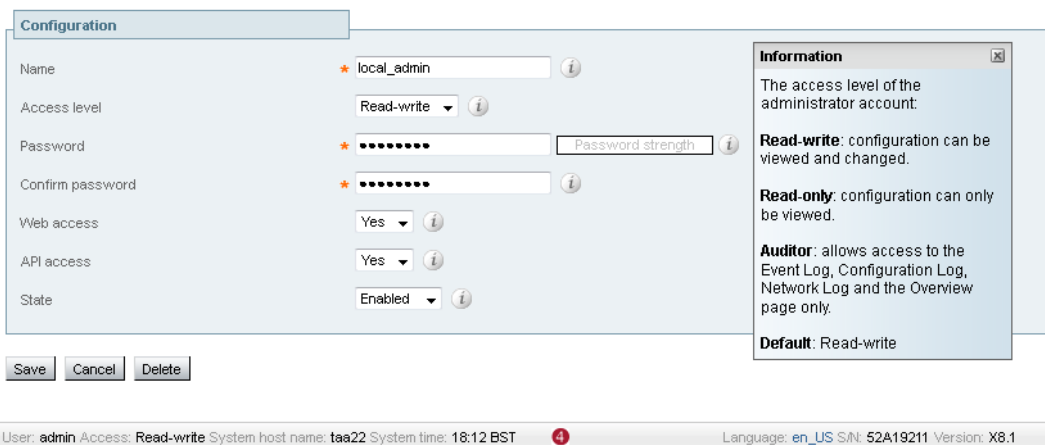 Configuration
Name * local_admin i
Access level Read-write i
Password * •••••••• Password strength i
Confirm password * •••••••• i
Web access Yes i
API access Yes i
State Enabled i
Information
The access level of the
administrator account:
Read-write: configuration can be
viewed and changed.
Read-only: configuration can only
be viewed.
Auditor: allows access to the
Event Log, Configuration Log,
Network Log and the Overview
page only.
Default: Read-write
Save Cancel Delete
User: admin Access: Read-write System host name: taa22 System time: 18:12 BST 4 Language: en_US S/N: 52A19211 Version: X8.1